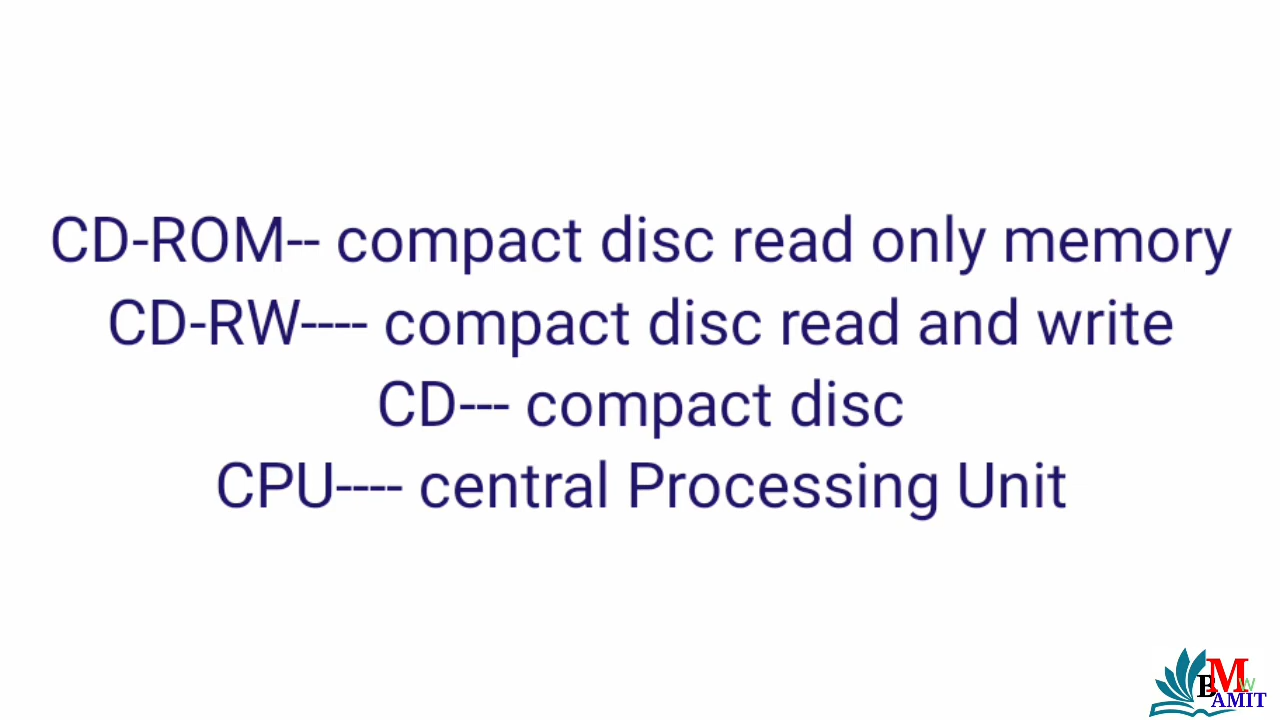 CD-ROM-- compact disc read only memory
CD-RW---- compact disc read and write
CD--- compact disc
CPU---- central Processing Unit
BMW
AMIT